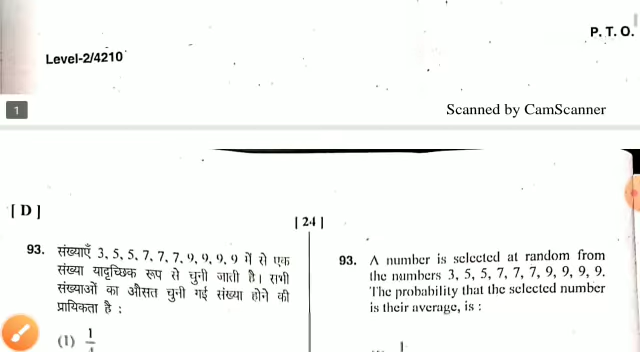 P. T. O.
Level-2/4210
1
Scanned by CamScanner
[ D ]
[ 24 ]
93. संख्याएँ 3, 5, 5, 7, 7, 7, 9, 9, 9, 9 में से एक
संख्या यादृच्छिक रूप से चुनी जाती है। सभी
संख्याओं का औसत चुनी गई संख्या होने की
प्रायिकता है :
(1) 1
93. A number is selected at random from
the numbers 3, 5, 5, 7, 7, 7, 9, 9, 9, 9.
The probability that the selected number
is their average, is :
1